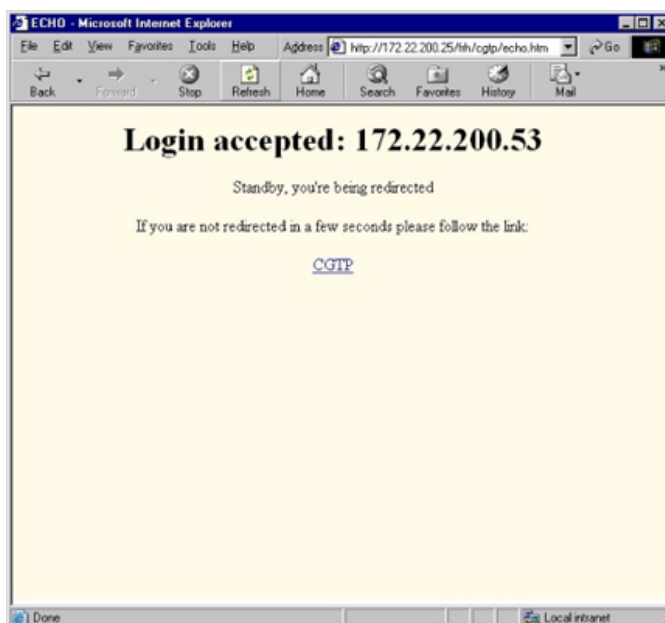 ECHO - Microsoft Internet Explorer
File Edit View Favorites Tools Help Address http://172.22.200.25/hh/cgtp/echo.htm Go
Back Forward Stop Refresh Home Search Favorites History Mail »
Login accepted: 172.22.200.53
Standby, you're being redirected
If you are not redirected in a few seconds please follow the link:
CGTP
Done Local intranet